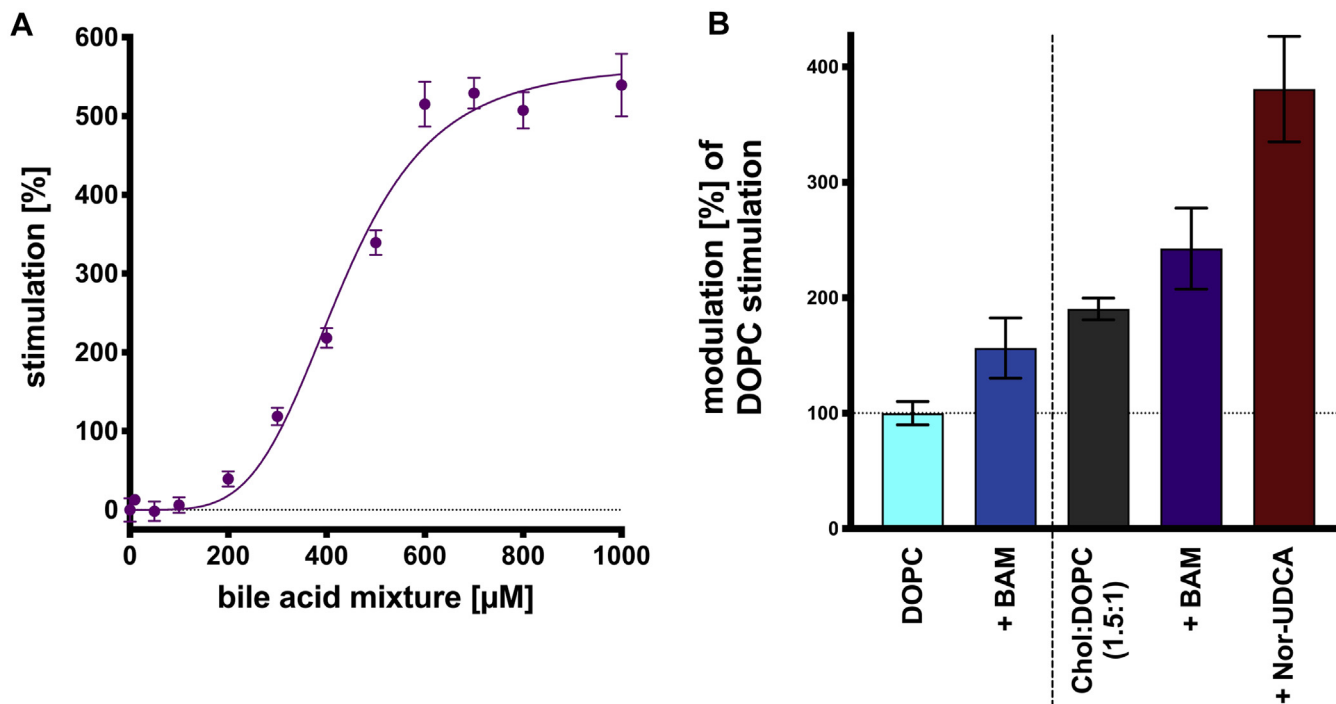 A
stimulation [%]
600
500
400
300
200
100
0
0 200 400 600 800 1000
bile acid mixture [µM]
B
modulation [%] of
DOPC stimulation
400
300
200
100
0
DOPC
+ BAM
Chol:DOPC
(1.5:1)
+ BAM
+ Nor-UDCA